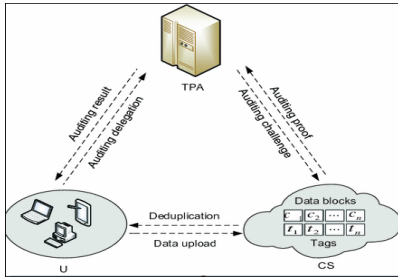 TPA
Auditing result
Auditing delegation
Auditing proof
Auditing challenge
Data blocks
c c₂ ... cₙ
t₁ t₂ ... tₙ
Tags
Deduplication
Data upload
U
CS